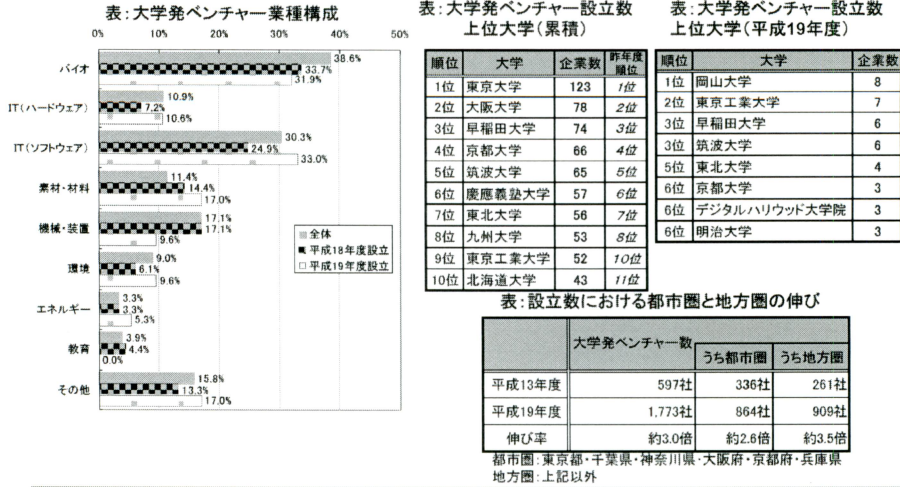 表：大学発ベンチャー業種構成
0% 10% 20% 30% 40% 50%
バイオ
38.6%
33.7%
31.9%
IT(ハードウェア)
10.9%
7.2%
10.6%
IT(ソフトウェア)
30.3%
24.9%
33.0%
素材・材料
11.4%
14.4%
17.0%
機械・装置
17.1%
17.1%
9.6%
環境
9.0%
6.1%
9.6%
エネルギー
3.3%
3.3%
5.3%
教育
3.9%
4.4%
0.0%
その他
15.8%
13.3%
17.0%
全体
平成18年度設立
平成19年度設立
表：大学発ベンチャー設立数
上位大学(累積)
順位 大学 企業数 昨年度順位
1位 東京大学 123 1位
2位 大阪大学 78 2位
3位 早稲田大学 74 3位
4位 京都大学 66 4位
5位 筑波大学 65 5位
6位 慶應義塾大学 57 6位
7位 東北大学 56 7位
8位 九州大学 53 8位
9位 東京工業大学 52 10位
10位 北海道大学 43 11位
表：大学発ベンチャー設立数
上位大学(平成19年度)
順位 大学 企業数
1位 岡山大学 8
2位 東京工業大学 7
3位 早稲田大学 6
3位 筑波大学 6
5位 東北大学 4
6位 京都大学 3
6位 デジタルハリウッド大学院 3
6位 明治大学 3
表：設立数における都市圏と地方圏の伸び
大学発ベンチャー数 うち都市圏 うち地方圏
平成13年度 597社 336社 261社
平成19年度 1,773社 864社 909社
伸び率 約3.0倍 約2.6倍 約3.5倍
都市圏：東京都・千葉県・神奈川県・大阪府・京都府・兵庫県
地方圏：上記以外